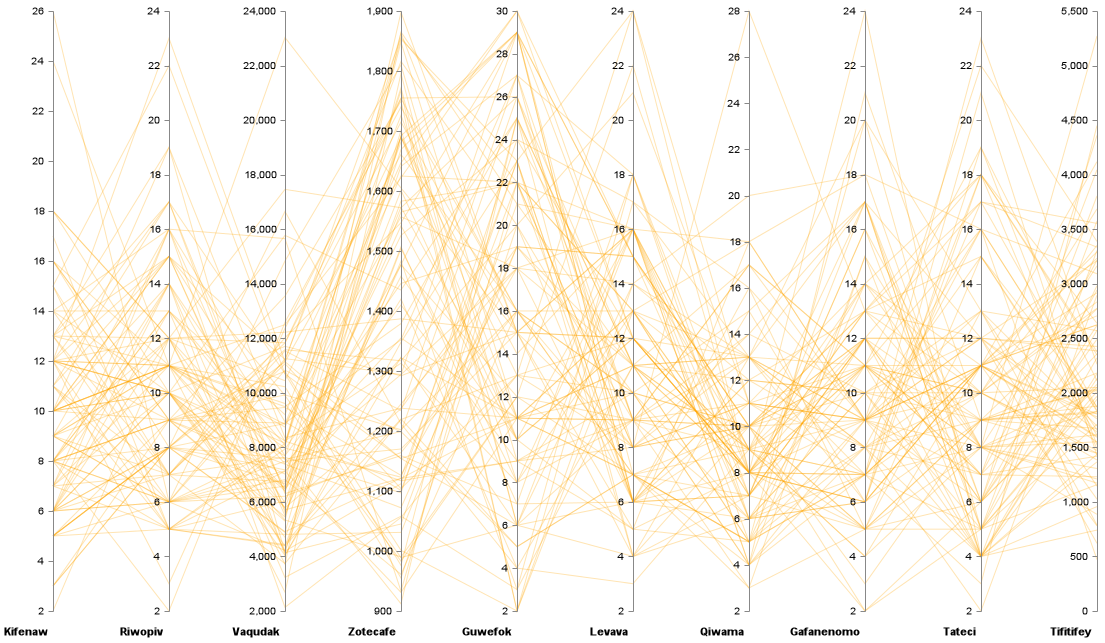 26 24 24,000 1,900 30 24 28 24 24 5,500
24 22 22,000 1,800 28 22 26 22 22 5,000
22 20 20,000 1,700 26 20 24 20 20 4,500
20 18 18,000 1,600 24 18 22 18 18 4,000
18 16 16,000 1,500 22 16 20 16 16 3,500
16 14 14,000 1,400 20 14 18 14 14 3,000
14 12 12,000 1,300 18 12 16 12 12 2,500
12 10 10,000 1,200 16 10 14 10 10 2,000
10 8 8,000 1,100 14 8 12 8 8 1,500
8 6 6,000 1,000 12 6 10 6 6 1,000
6 4 4,000 900 10 4 8 4 4 500
4 2 2,000 8 2 6 2 2 0
2 6 4
4 2
2
Kifenaw Riwopiv Vaqudak Zotecafe Guwefok Levava Qiwama Gafanenomo Tateci Tifitifey